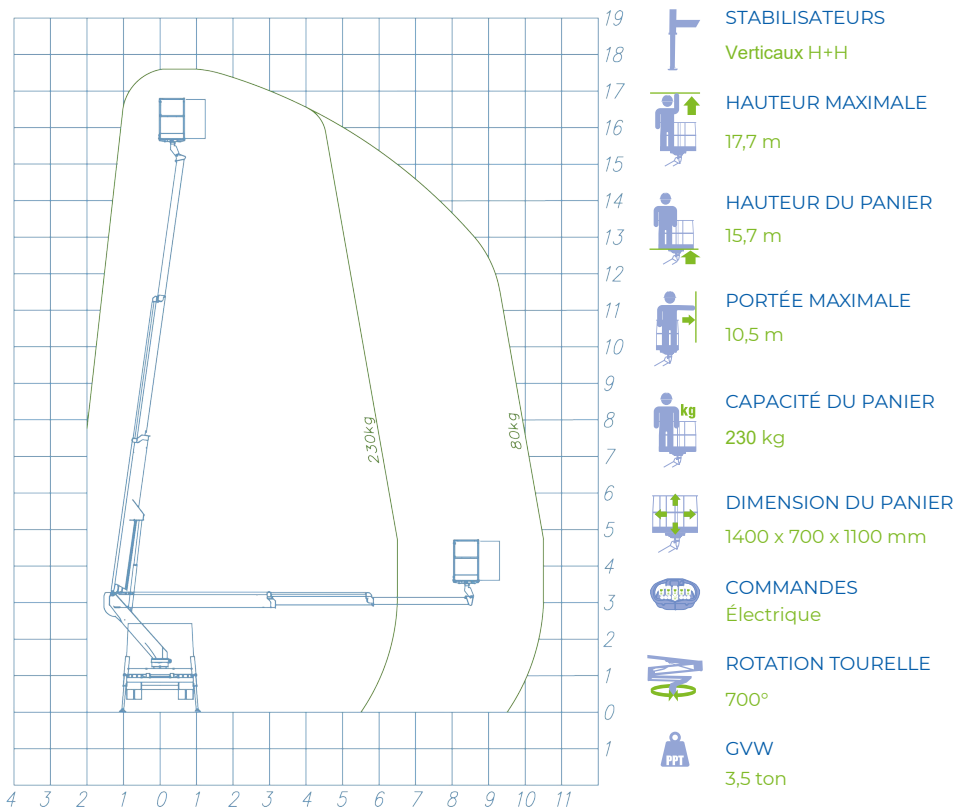 19
18
17
16
15
14
13
12
11
10
9
8
7
6
5
4
3
2
1
0
1
4 3 2 1 0 1 2 3 4 5 6 7 8 9 10 11
230kg
80kg
STABILISATEURS
Verticaux H+H
HAUTEUR MAXIMALE
17,7 m
HAUTEUR DU PANIER
15,7 m
PORTÉE MAXIMALE
10,5 m
kg
CAPACITÉ DU PANIER
230 kg
DIMENSION DU PANIER
1400 x 700 x 1100 mm
COMMANDES
Électrique
ROTATION TOURELLE
700°
PPT
GVW
3,5 ton